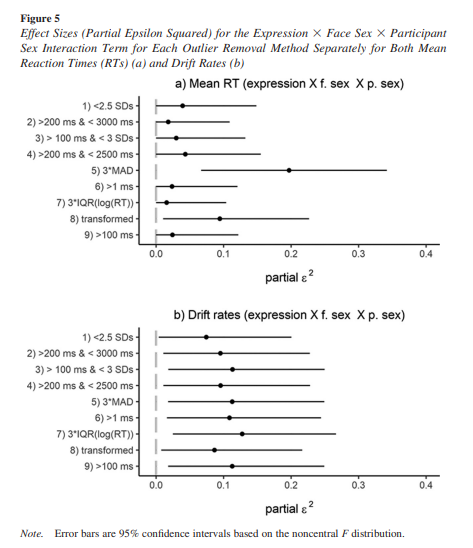 Figure 5
Effect Sizes (Partial Epsilon Squared) for the Expression × Face Sex × Participant
Sex Interaction Term for Each Outlier Removal Method Separately for Both Mean
Reaction Times (RTs) (a) and Drift Rates (b)
a) Mean RT (expression X f. sex X p. sex)
1) <2.5 SDs
2) >200 ms & < 3000 ms
3) > 100 ms & < 3 SDs
4) >200 ms & < 2500 ms
5) 3*MAD
6) >1 ms
7) 3*IQR(log(RT))
8) transformed
9) >100 ms
0.0 0.1 0.2 0.3 0.4
partial ε²
b) Drift rates (expression X f. sex X p. sex)
1) <2.5 SDs
2) >200 ms & < 3000 ms
3) > 100 ms & < 3 SDs
4) >200 ms & < 2500 ms
5) 3*MAD
6) >1 ms
7) 3*IQR(log(RT))
8) transformed
9) >100 ms
0.0 0.1 0.2 0.3 0.4
partial ε²
Note. Error bars are 95% confidence intervals based on the noncentral F distribution.